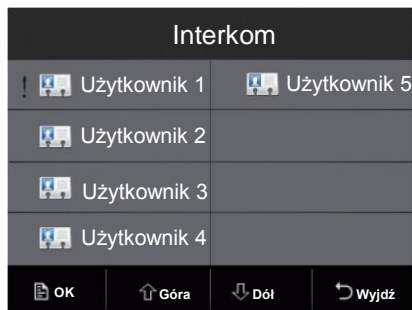 Interkom
! Użytkownik 1
Użytkownik 5
Użytkownik 2
Użytkownik 3
Użytkownik 4
OK Góra Dół Wyjdź